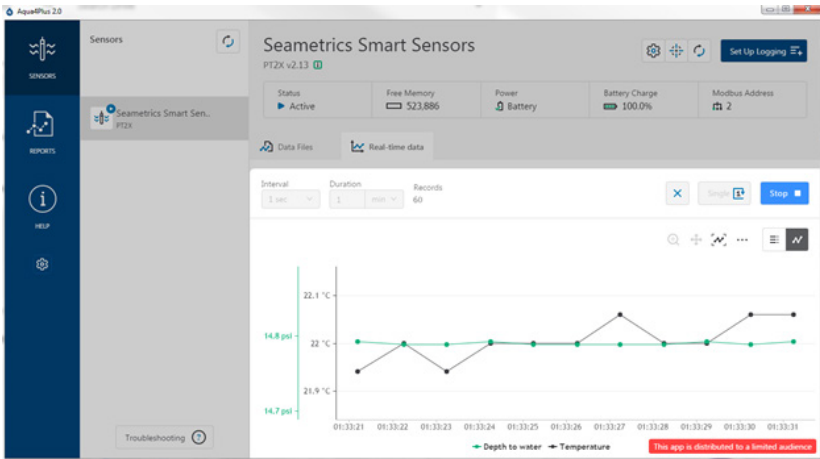 Aqua4Plus 2.0
SENSORS
REPORTS
HELP
Sensors
Seametrics Smart Sen..
PT2X
Troubleshooting ?
Seametrics Smart Sensors
PT2X v2.13
Set Up Logging
Status
Active
Free Memory
523,886
Power
Battery
Battery Charge
100.0%
Modbus Address
2
Data Files
Real-time data
Interval
1 sec
Duration
1 min
Records
60
Single
Stop
22.1 °C
14.8 psi
22 °C
21.9 °C
14.7 psi
01:33:21 01:33:22 01:33:23 01:33:24 01:33:25 01:33:26 01:33:27 01:33:28 01:33:29 01:33:30 01:33:31
Depth to water Temperature
This app is distributed to a limited audience